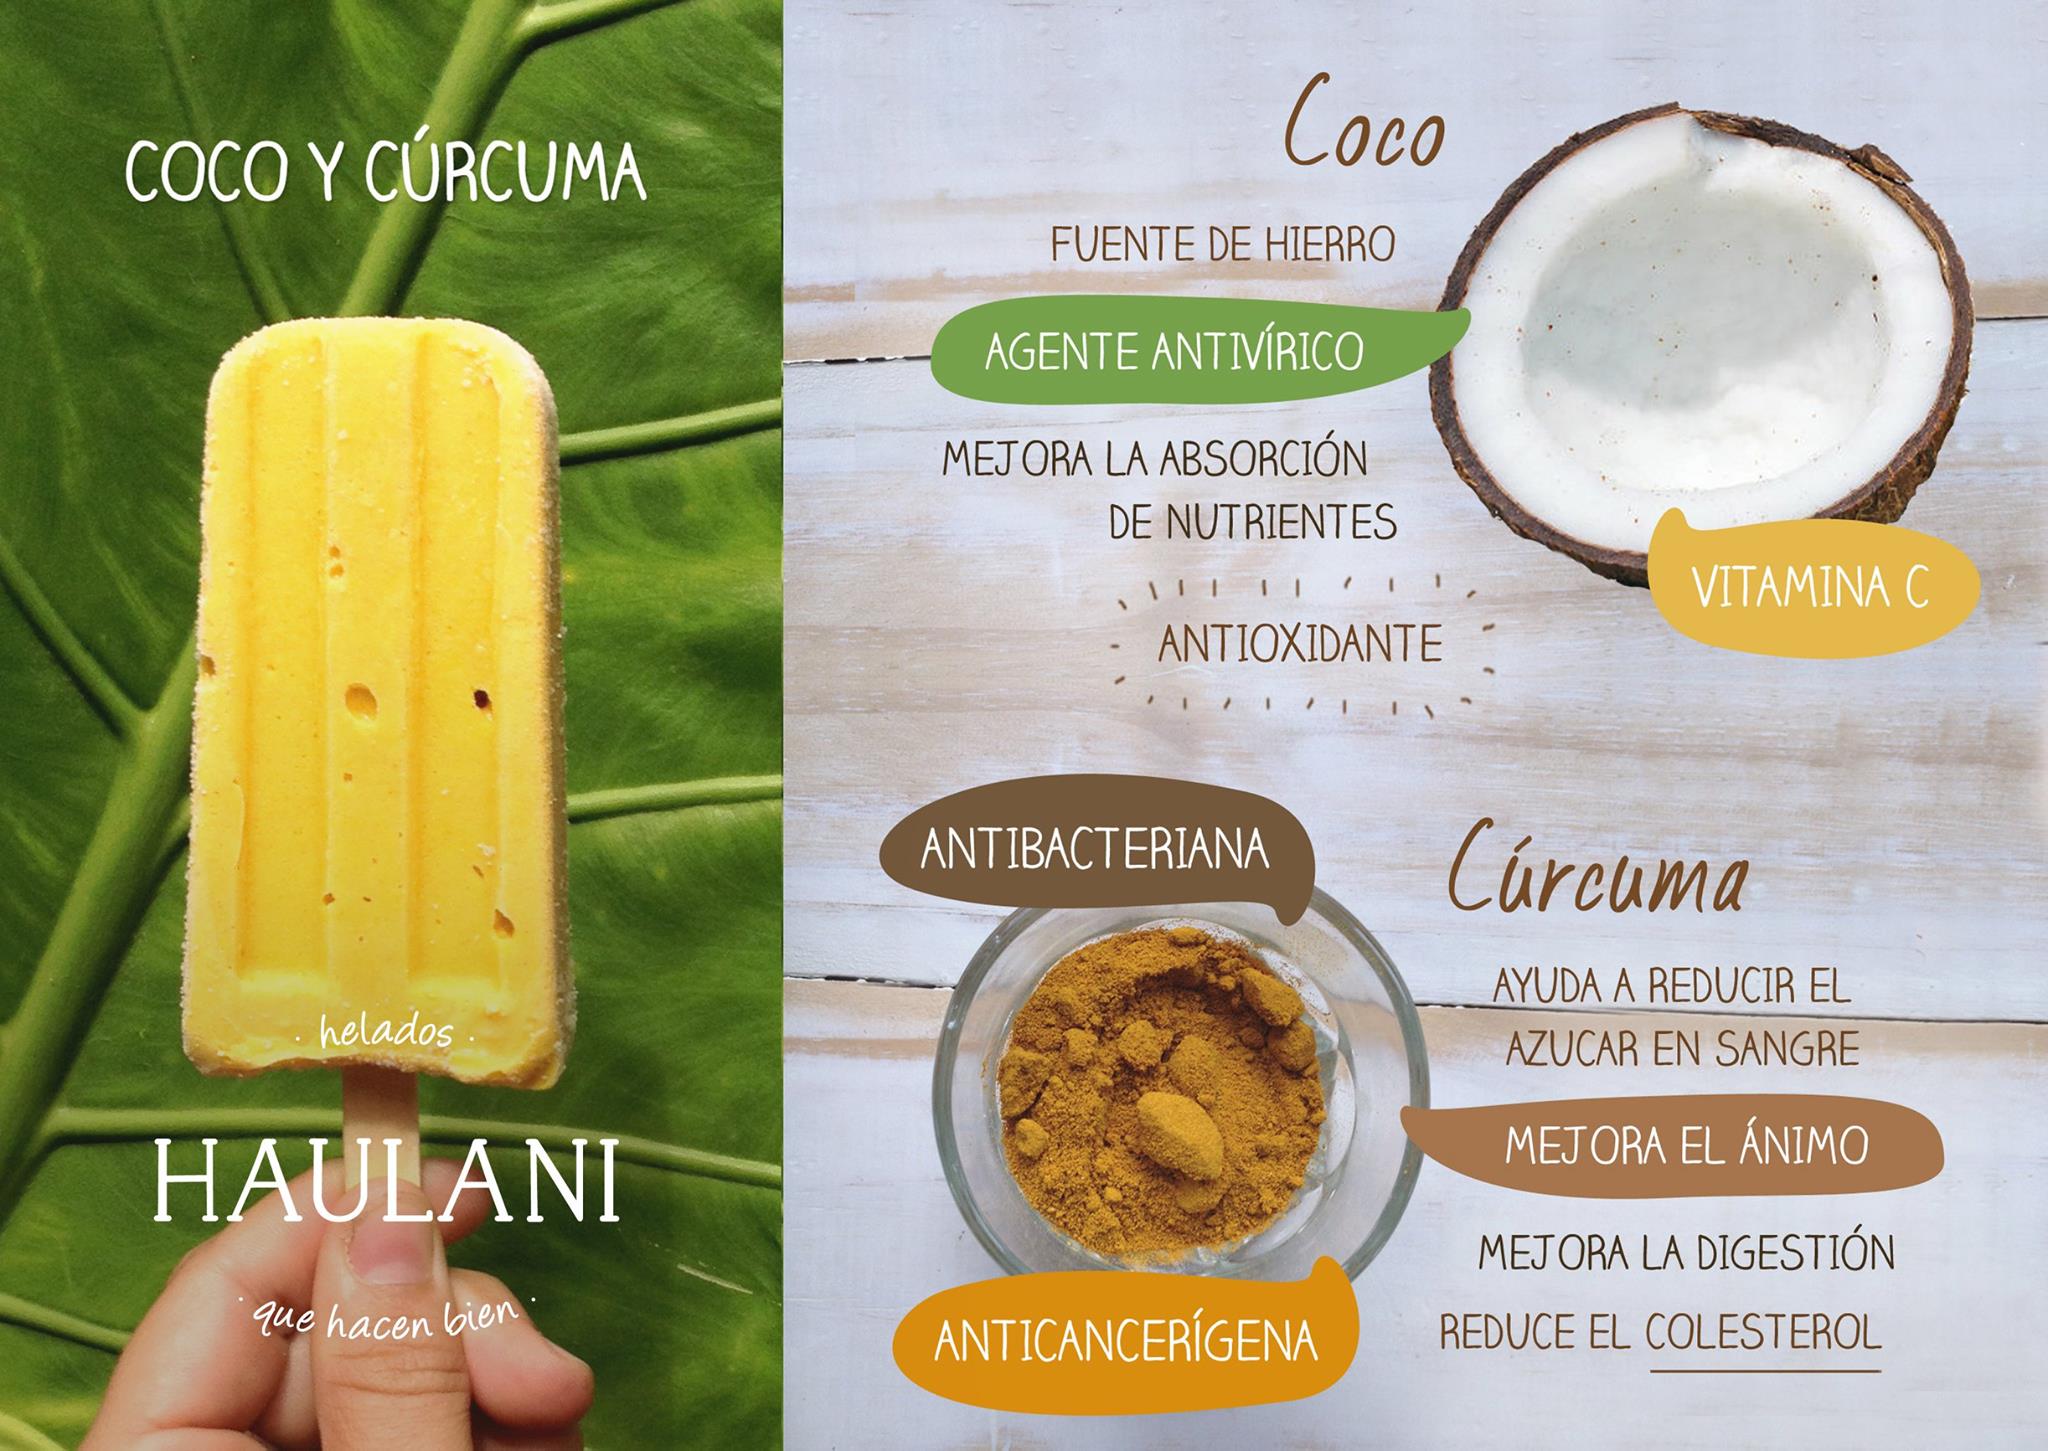 COCO Y CÚRCUMA
· helados ·
HAULANI
· que hacen bien ·
Coco
FUENTE DE HIERRO
AGENTE ANTIVÍRICO
MEJORA LA ABSORCIÓN
DE NUTRIENTES
VITAMINA C
ANTIOXIDANTE
ANTIBACTERIANA
Cúrcuma
AYUDA A REDUCIR EL
AZUCAR EN SANGRE
MEJORA EL ÁNIMO
MEJORA LA DIGESTIÓN
REDUCE EL COLESTEROL
ANTICANCERÍGENA